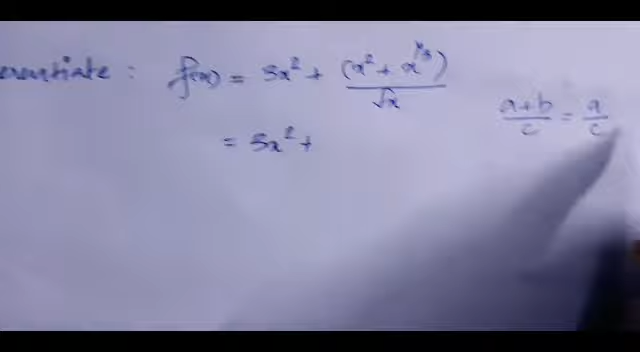 erentiate : f(x) = 5x² + (x² + x^(1/3)) / √x
(a+b)/c = a/c
= 5x² +